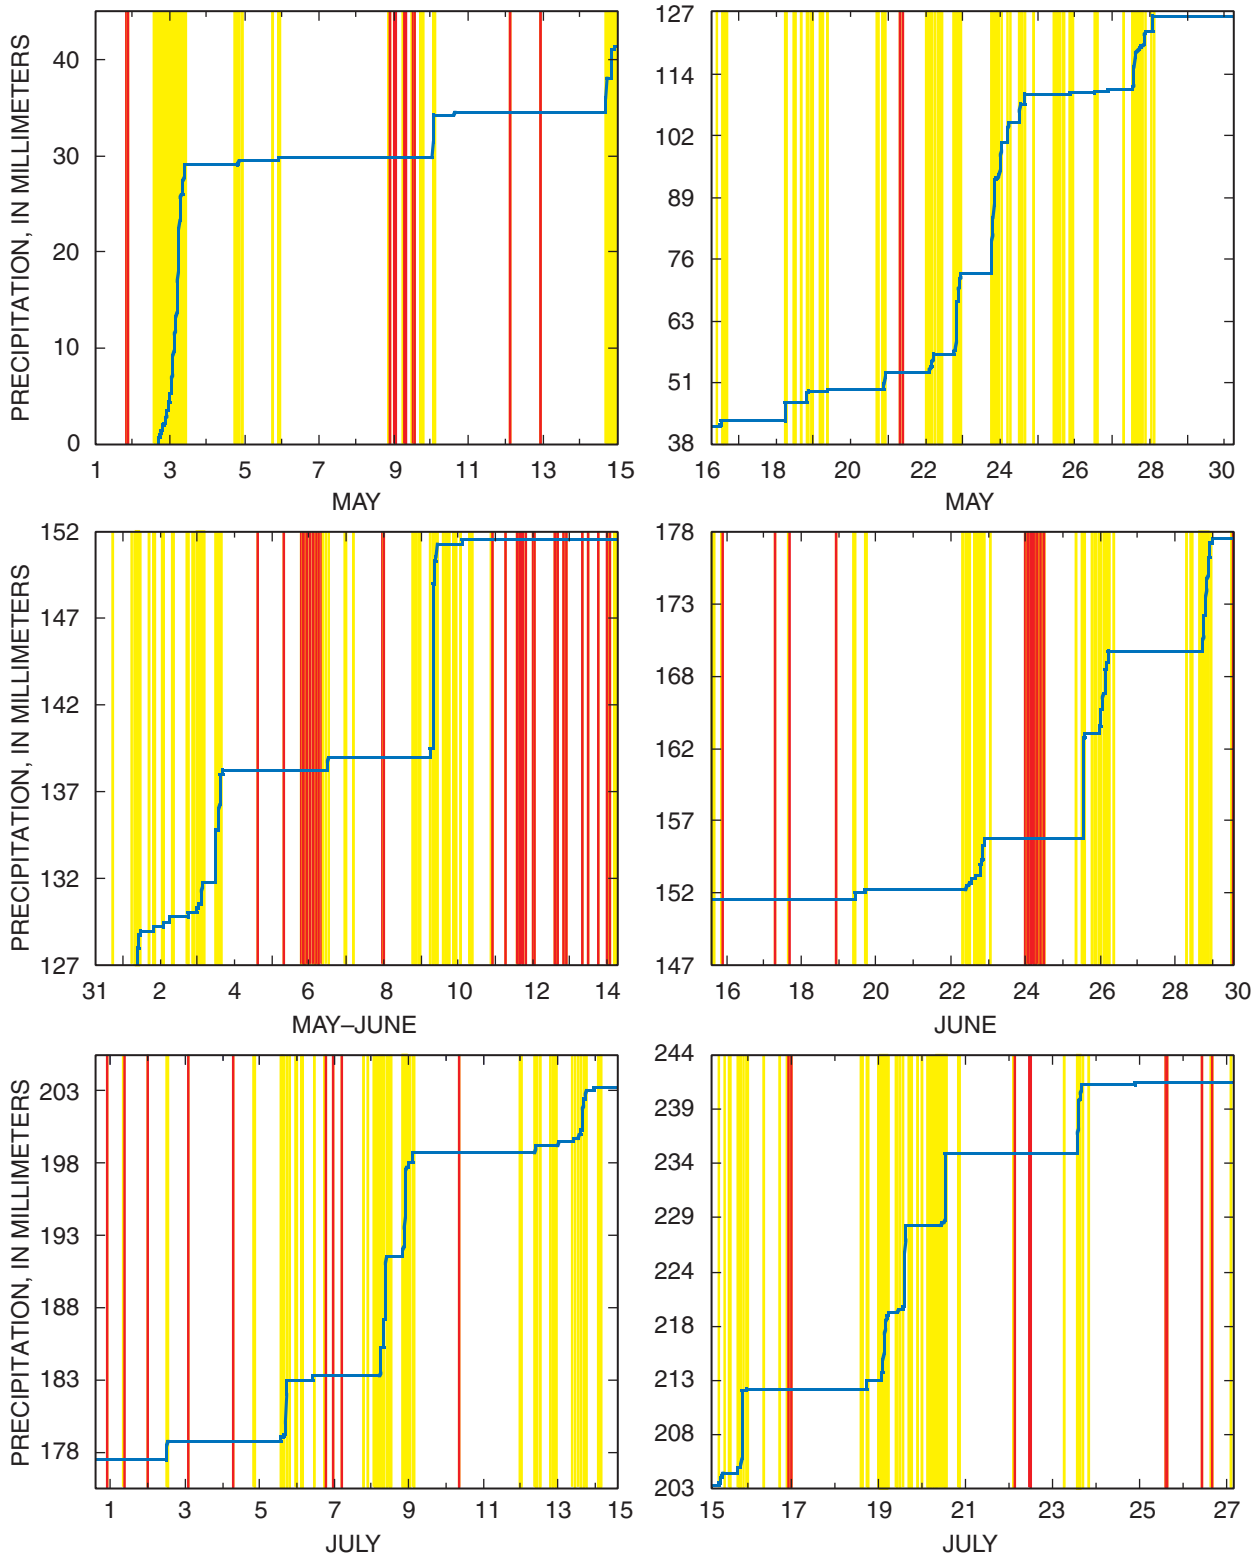 PRECIPITATION, IN MILLIMETERS
40
30
20
10
0
1 3 5 7 9 11 13 15
MAY
127
114
102
89
76
63
51
38
16 18 20 22 24 26 28 30
MAY
PRECIPITATION, IN MILLIMETERS
152
147
142
137
132
127
31 2 4 6 8 10 12 14
MAY–JUNE
178
173
168
162
157
152
147
16 18 20 22 24 26 28 30
JUNE
PRECIPITATION, IN MILLIMETERS
203
198
193
188
183
178
1 3 5 7 9 11 13 15
JULY
244
239
234
229
224
218
213
208
203
15 17 19 21 23 25 27
JULY